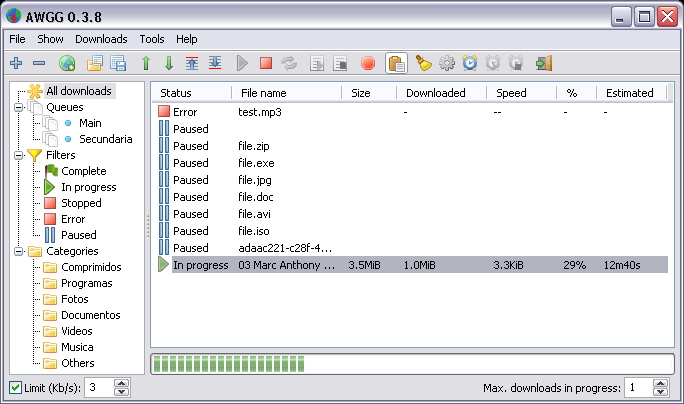 AWGG 0.3.8
File Show Downloads Tools Help
All downloads
Queues
Main
Secundaria
Filters
Complete
In progress
Stopped
Error
Paused
Categories
Comprimidos
Programas
Fotos
Documentos
Videos
Musica
Others
Status File name Size Downloaded Speed % Estimated
Error test.mp3 - -- - -
Paused
Paused file.zip
Paused file.exe
Paused file.jpg
Paused file.doc
Paused file.avi
Paused file.iso
Paused adaac221-c28f-4...
In progress 03 Marc Anthony ... 3.5MiB 1.0MiB 3.3KiB 29% 12m40s
Limit (Kb/s): 3 Max. downloads in progress: 1